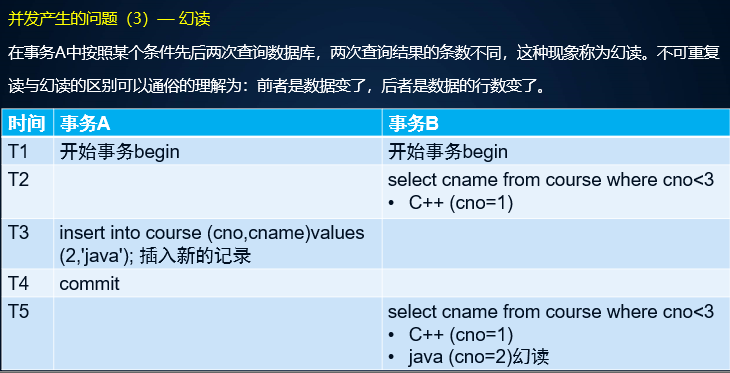 并发产生的问题（3）— 幻读
在事务A中按照某个条件先后两次查询数据库，两次查询结果的条数不同，这种现象称为幻读。不可重复
读与幻读的区别可以通俗的理解为：前者是数据变了，后者是数据的行数变了。
时间 事务A 事务B
T1 开始事务begin 开始事务begin
T2 select cname from course where cno<3
• C++ (cno=1)
T3 insert into course (cno,cname)values
(2,'java'); 插入新的记录
T4 commit
T5 select cname from course where cno<3
• C++ (cno=1)
• java (cno=2)幻读